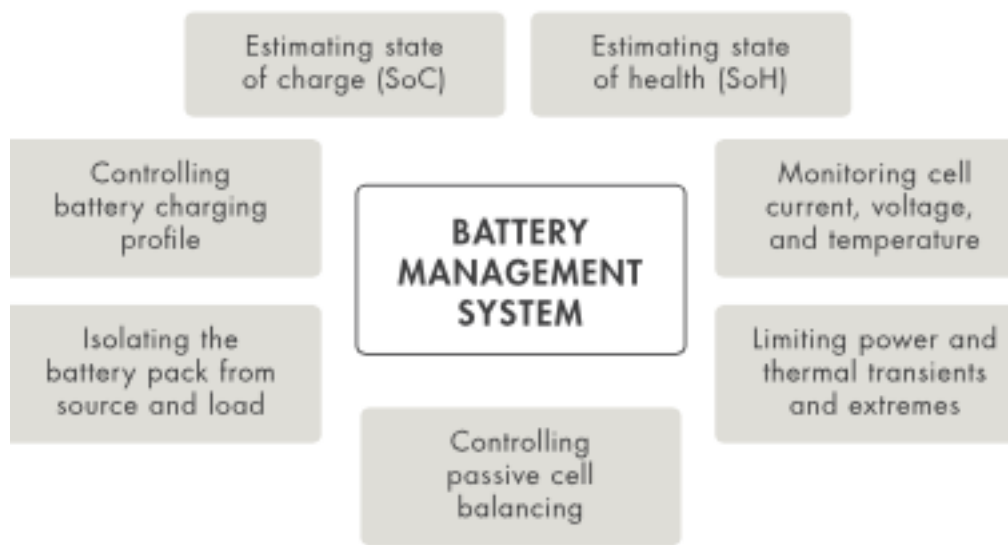 Estimating state
of charge (SoC)
Estimating state
of health (SoH)
Controlling
battery charging
profile
BATTERY
MANAGEMENT
SYSTEM
Monitoring cell
current, voltage,
and temperature
Isolating the
battery pack from
source and load
Limiting power and
thermal transients
and extremes
Controlling
passive cell
balancing